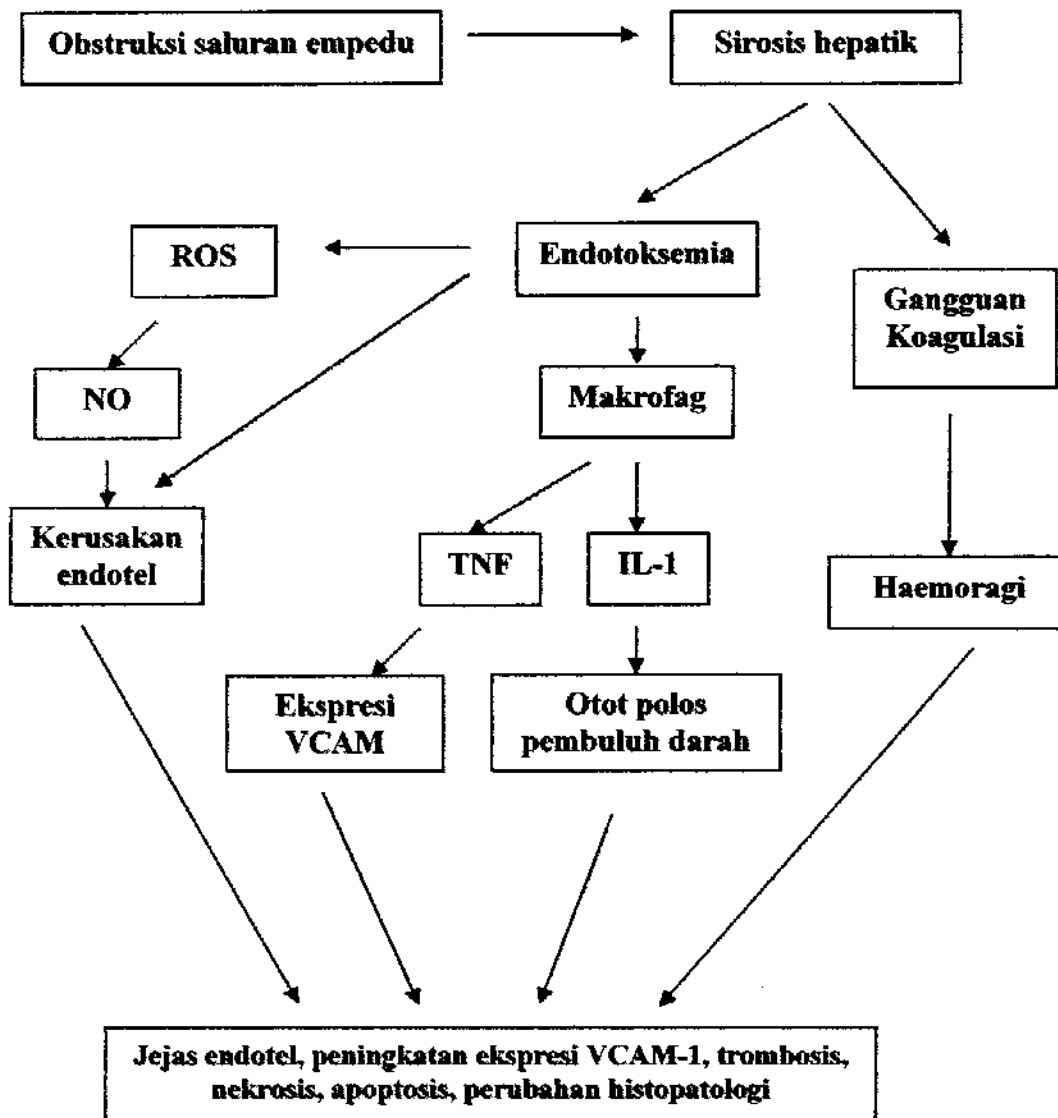 Obstruksi saluran empedu
Sirosis hepatik
ROS
Endotoksemia
Gangguan
Koagulasi
NO
Makrofag
Kerusakan
endotel
TNF
IL-1
Haemoragi
Ekspresi
VCAM
Otot polos
pembuluh darah
Jejas endotel, peningkatan ekspresi VCAM-1, trombosis,
nekrosis, apoptosis, perubahan histopatologi